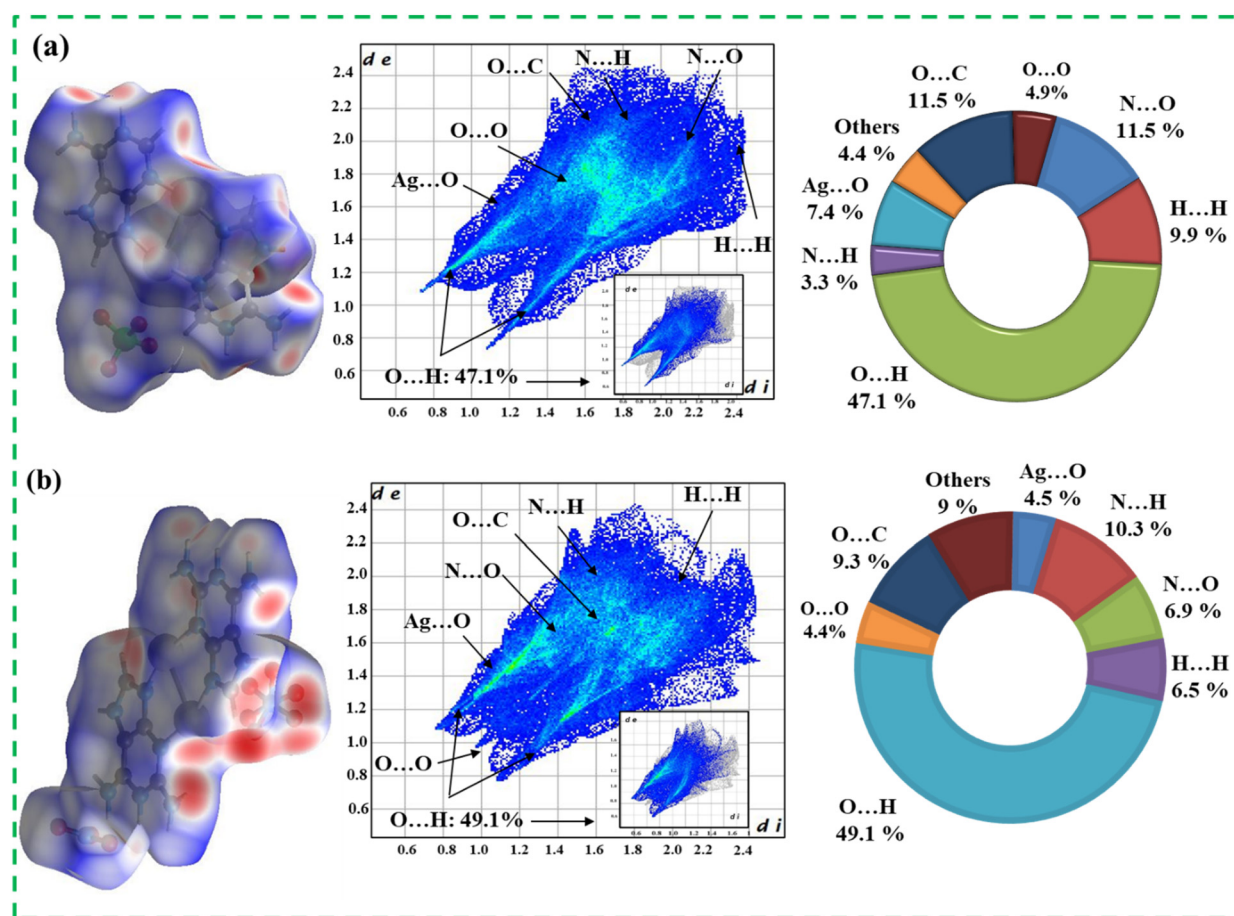 (a)
d e
2.4
2.2
2.0
1.8
1.6
1.4
1.2
1.0
0.8
0.6
O…C
N…H
N…O
O…O
Ag…O
H…H
O…H: 47.1%
d e
d i
d i
0.6 0.8 1.0 1.2 1.4 1.6 1.8 2.0 2.2 2.4
O…C
11.5 %
O…O
4.9%
N…O
11.5 %
Others
4.4 %
Ag…O
7.4 %
H…H
9.9 %
N…H
3.3 %
O…H
47.1 %
(b)
d e
2.4
2.2
2.0
1.8
1.6
1.4
1.2
1.0
0.8
0.6
N…H
H…H
O…C
N…O
Ag…O
O…O
O…H: 49.1%
d e
d i
d i
0.6 0.8 1.0 1.2 1.4 1.6 1.8 2.0 2.2 2.4
Others
9 %
Ag…O
4.5 %
N…H
10.3 %
O…C
9.3 %
N…O
6.9 %
O…O
4.4%
H…H
6.5 %
O…H
49.1 %